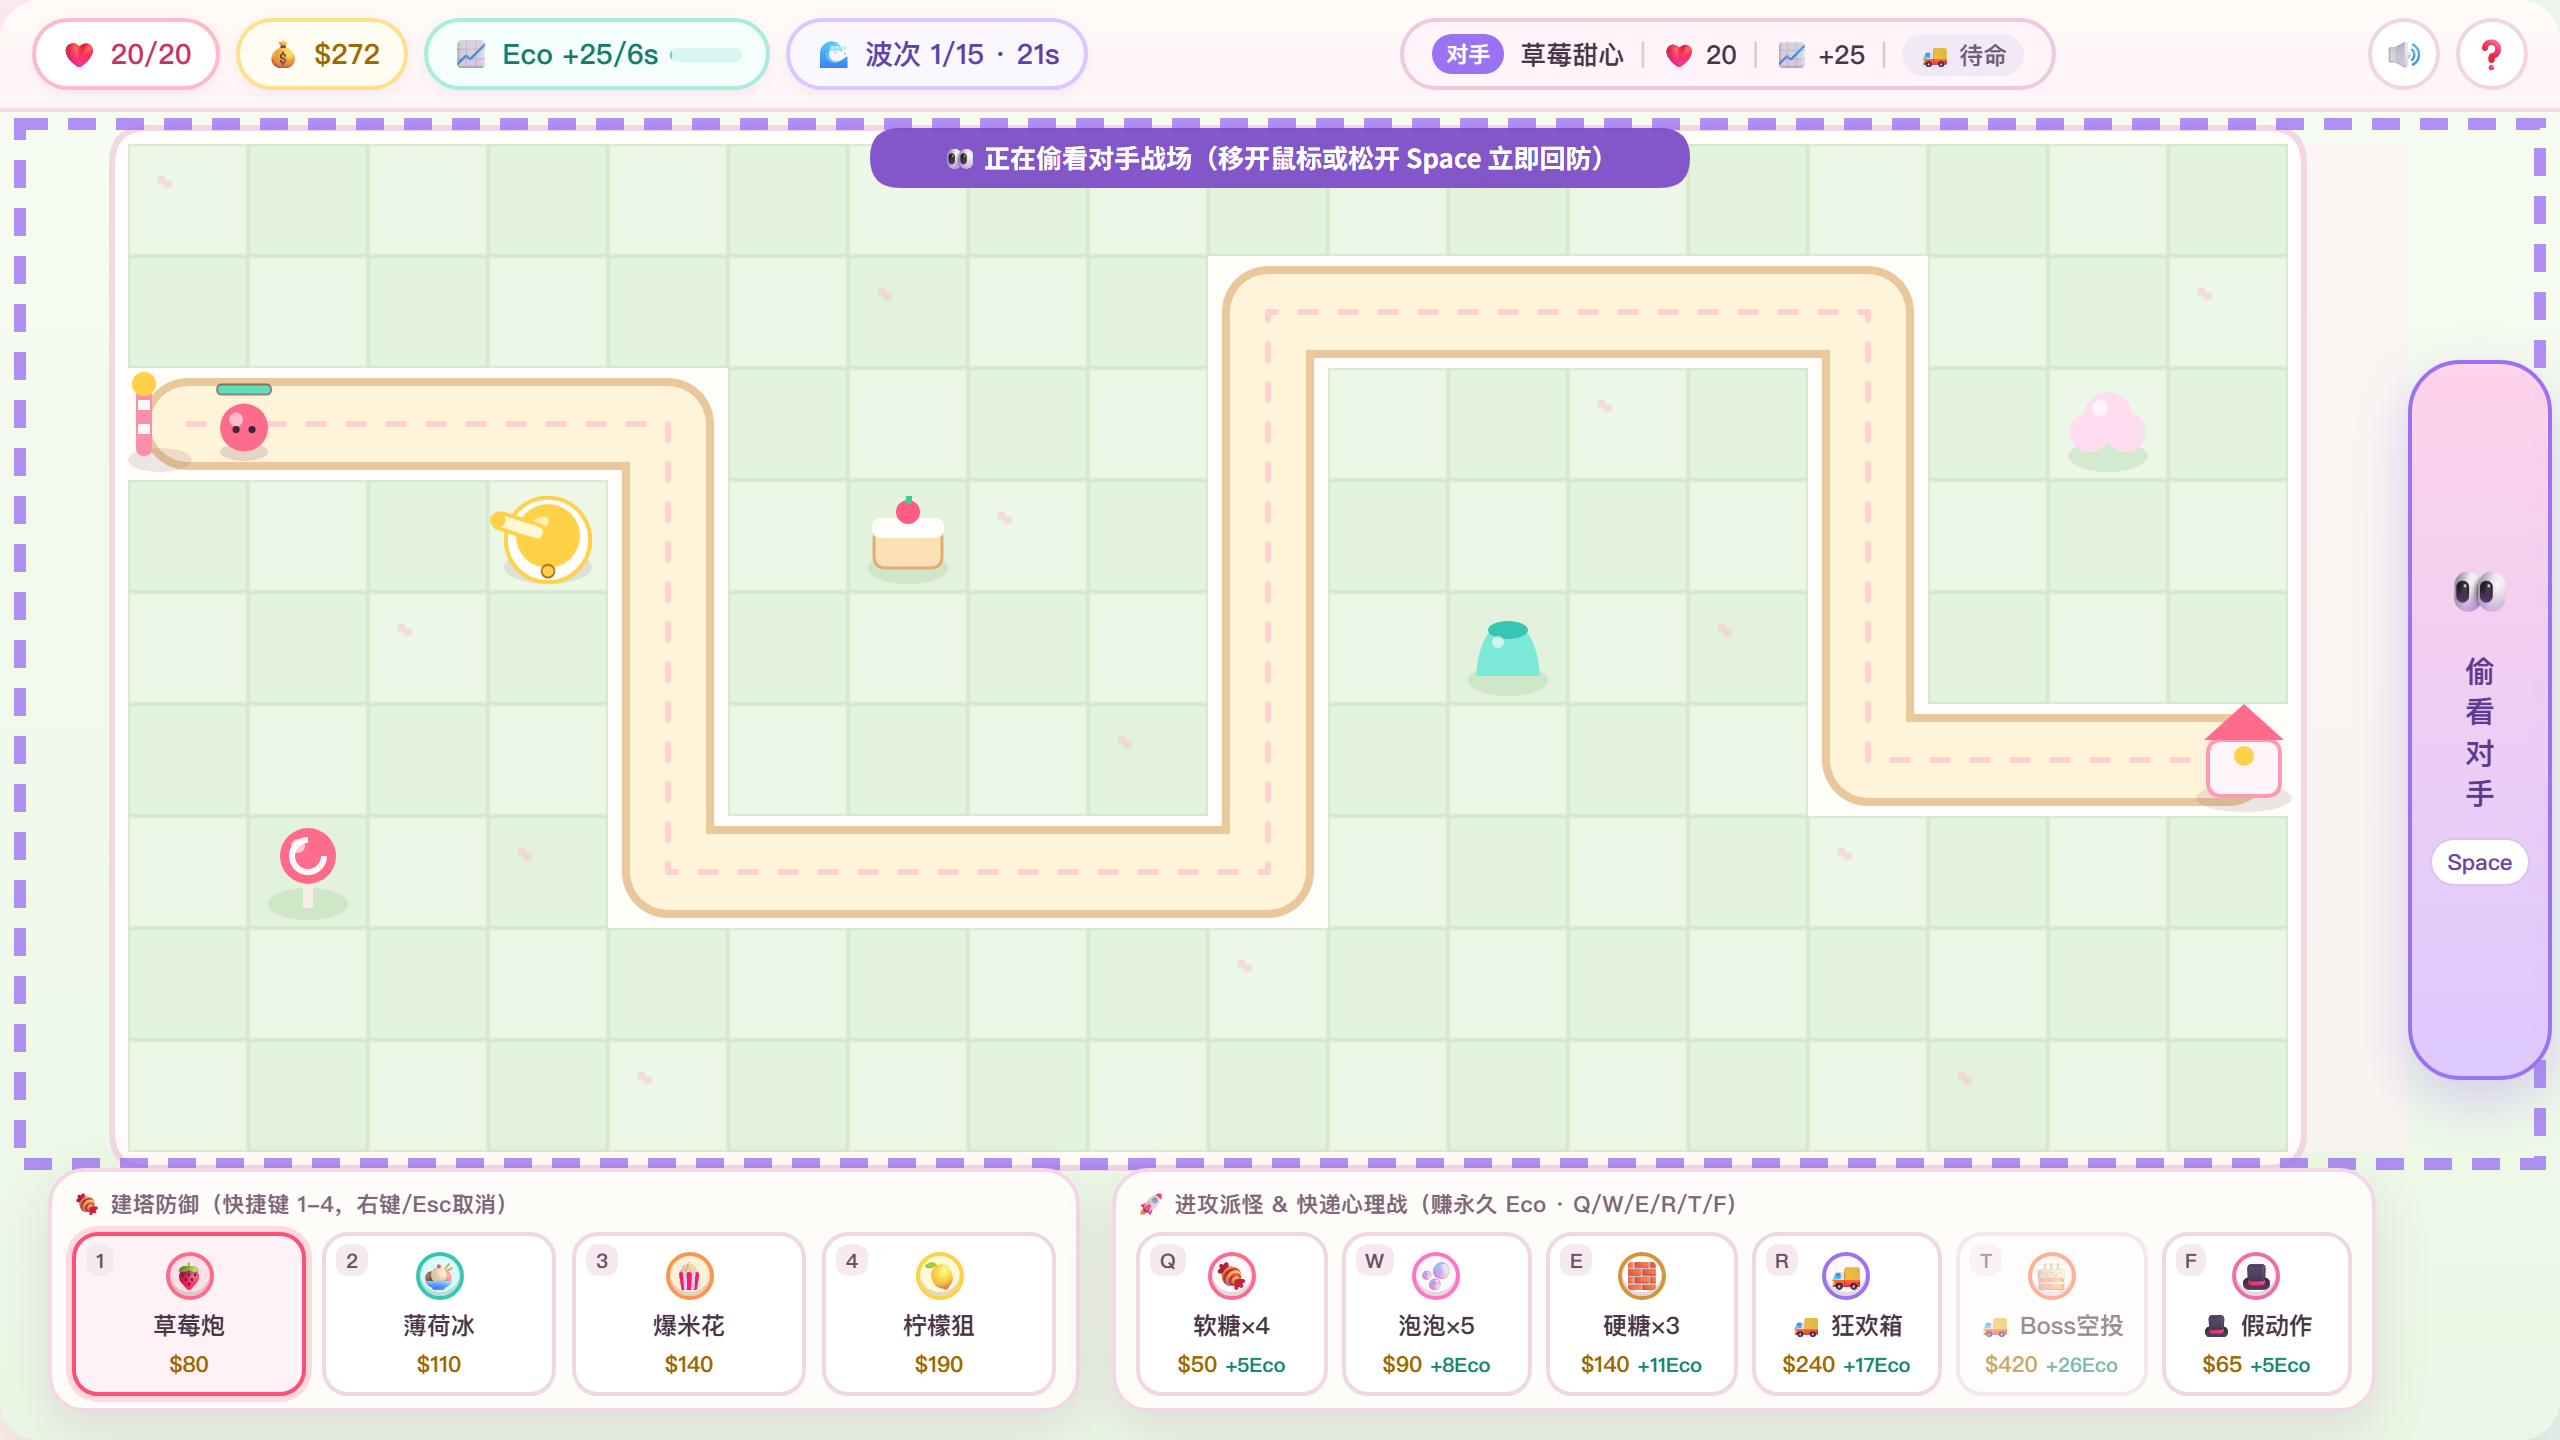 20/20
$272
Eco +25/6s
波次 1/15 · 21s
对手 草莓甜心 20 +25 待命
正在偷看对手战场（移开鼠标或松开 Space 立即回防）
偷看对手
Space
建塔防御（快捷键 1–4，右键/Esc取消）
1 草莓炮 $80
2 薄荷冰 $110
3 爆米花 $140
4 柠檬狙 $190
进攻派怪 & 快递心理战（赚永久 Eco · Q/W/E/R/T/F）
Q 软糖×4 $50 +5Eco
W 泡泡×5 $90 +8Eco
E 硬糖×3 $140 +11Eco
R 狂欢箱 $240 +17Eco
T Boss空投 $420 +26Eco
F 假动作 $65 +5Eco